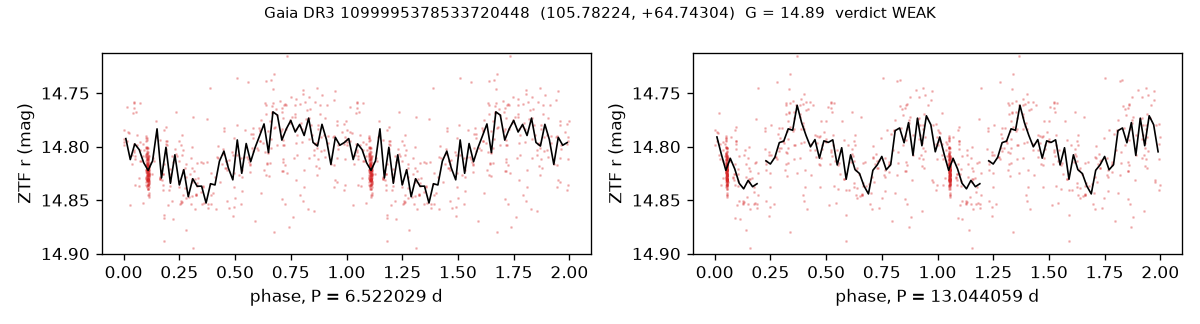 Gaia DR3 1099995378533720448  (105.78224, +64.74304)  G = 14.89  verdict WEAK
ZTF r (mag)
14.75
14.80
14.85
14.90
0.00 0.25 0.50 0.75 1.00 1.25 1.50 1.75 2.00
phase, P = 6.522029 d
ZTF r (mag)
14.75
14.80
14.85
14.90
0.00 0.25 0.50 0.75 1.00 1.25 1.50 1.75 2.00
phase, P = 13.044059 d